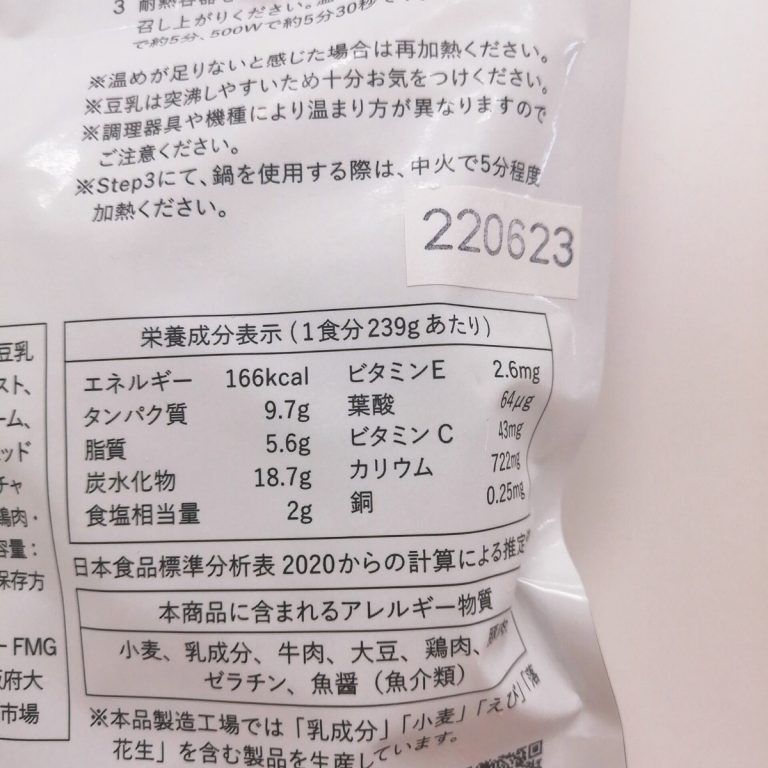 3 耐熱容器
召し上がりください。
で約5分、500Wで約5分30秒
※温めが足りないと感じた場合は再加熱ください。
※豆乳は突沸しやすいため十分お気をつけください。
※調理器具や機種により温まり方が異なりますので
ご注意ください。
※Step3にて、鍋を使用する際は、中火で5分程度
加熱ください。
220623
豆乳
スト、
ーム、
ッド
チャ
鶏肉・
容量:
保存方
FMG
府大
市場
栄養成分表示(1食分239gあたり)
エネルギー 166kcal ビタミンE 2.6mg
タンパク質 9.7g 葉酸 64μg
脂質 5.6g ビタミン C 43mg
炭水化物 18.7g カリウム 722mg
食塩相当量 2g 銅 0.25mg
日本食品標準分析表 2020からの計算による推定
本商品に含まれるアレルギー物質
小麦、乳成分、牛肉、大豆、鶏肉、豚肉
ゼラチン、魚醤(魚介類)
※本品製造工場では「乳成分」「小麦」「えび」「落
花生」を含む製品を生産しています。